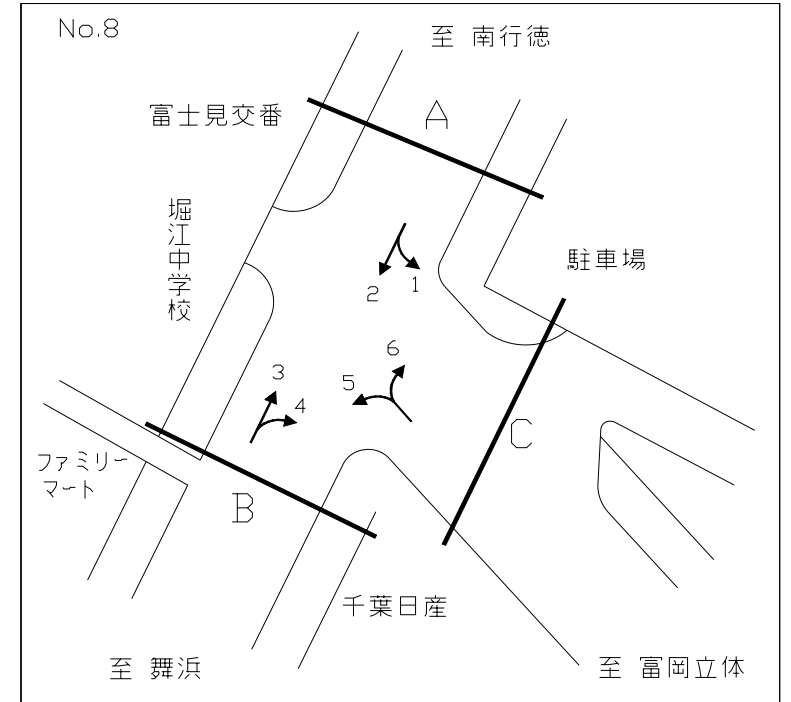 No.8
至 南行徳
富士見交番
A
堀江中学校
駐車場
2
1
6
3
5
4
C
ファミリー
マート
B
千葉日産
至 舞浜
至 富岡立体